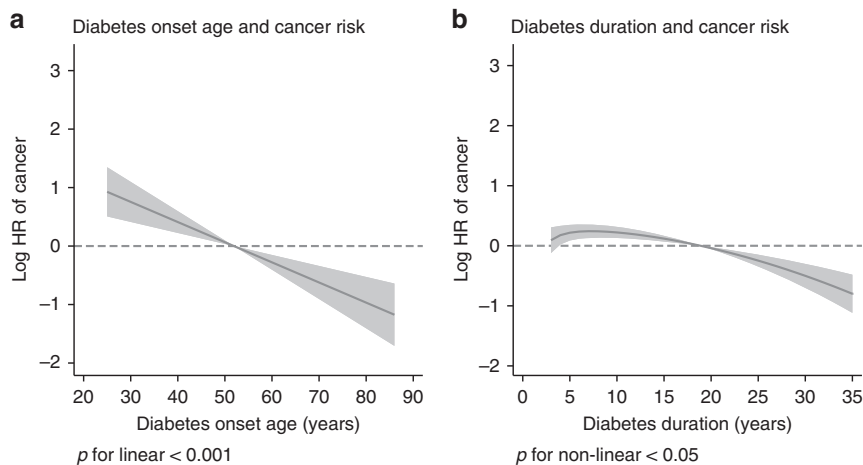 a
Diabetes onset age and cancer risk
3
2
1
0
–1
–2
Log HR of cancer
20 30 40 50 60 70 80 90
Diabetes onset age (years)
p for linear < 0.001
b
Diabetes duration and cancer risk
3
2
1
0
–1
–2
Log HR of cancer
0 5 10 15 20 25 30 35
Diabetes duration (years)
p for non-linear < 0.05